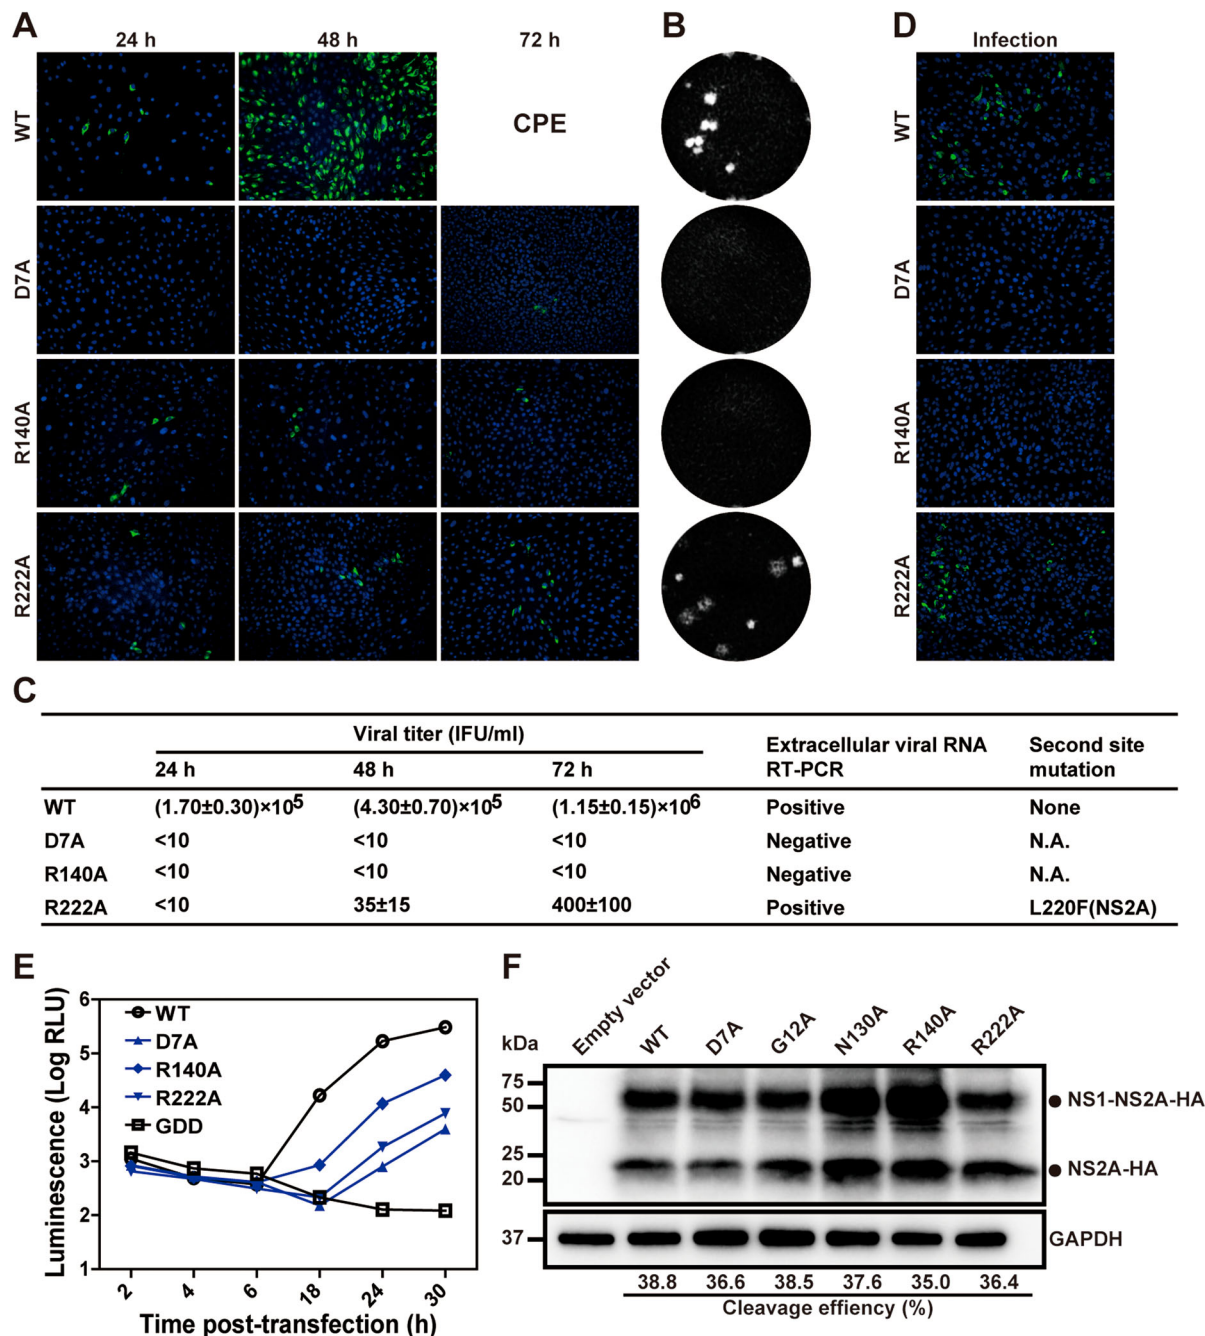 A
24 h
48 h
72 h
B
D
Infection
WT
CPE
WT
D7A
D7A
R140A
R140A
R222A
R222A
C
Viral titer (IFU/ml)
Extracellular viral RNA RT-PCR
Second site mutation
24 h 48 h 72 h
WT (1.70±0.30)×10⁵ (4.30±0.70)×10⁵ (1.15±0.15)×10⁶ Positive None
D7A <10 <10 <10 Negative N.A.
R140A <10 <10 <10 Negative N.A.
R222A <10 35±15 400±100 Positive L220F(NS2A)
E
Luminescence (Log RLU)
6
5
4
3
2
1
WT
D7A
R140A
R222A
GDD
2 4 6 18 24 30
Time post-transfection (h)
F
kDa
Empty vector
WT
D7A
G12A
N130A
R140A
R222A
75
50
25
20
37
NS1-NS2A-HA
NS2A-HA
GAPDH
38.8 36.6 38.5 37.6 35.0 36.4
Cleavage effiency (%)